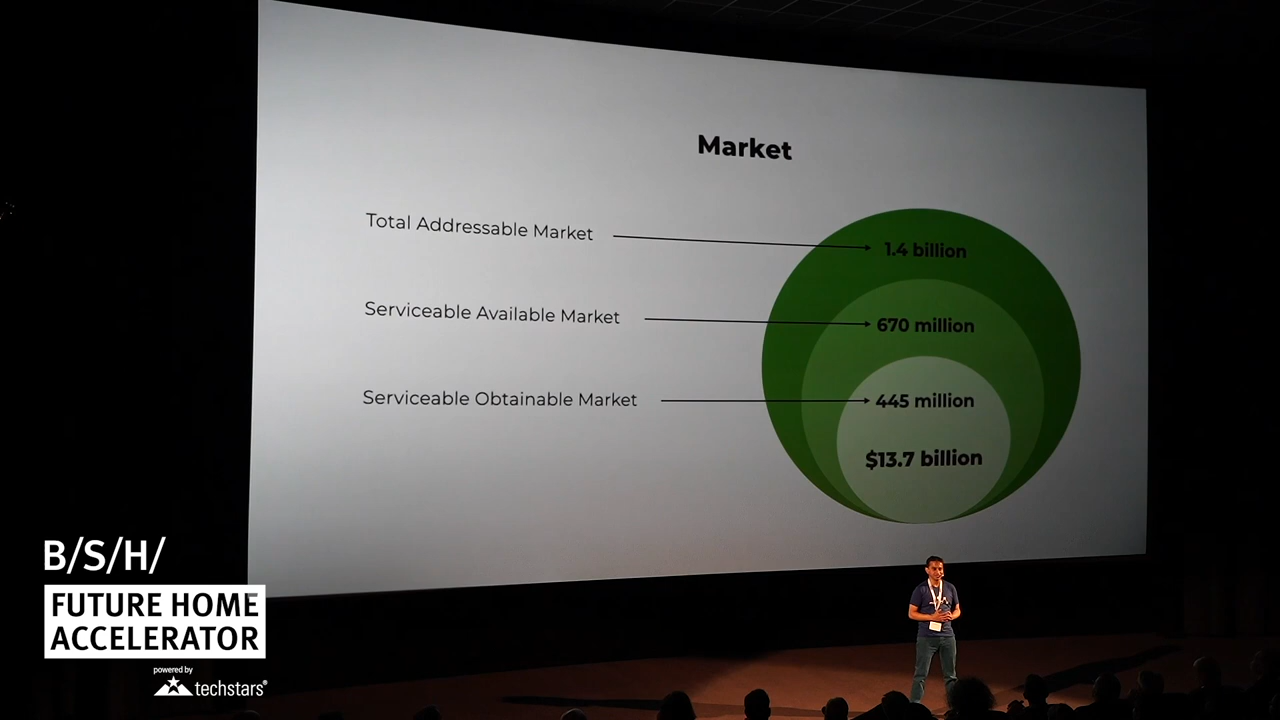 Market
Total Addressable Market
1.4 billion
Serviceable Available Market
670 million
Serviceable Obtainable Market
445 million
$13.7 billion
B/S/H/
FUTURE HOME
ACCELERATOR
powered by
techstars®